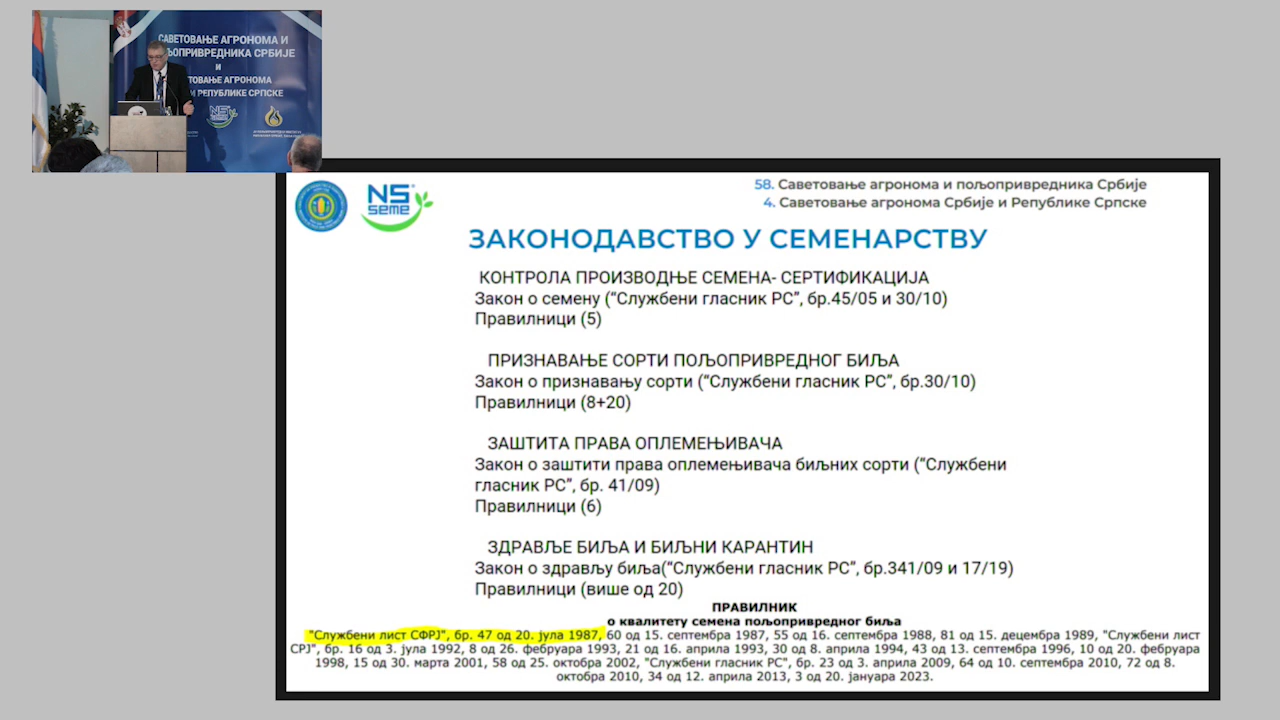 САВЕТОВАЊЕ АГРОНОМА И
ЉОПРИВРЕДНИКА СРБИЈЕ
и
ТОВАЊЕ АГРОНОМА
И РЕПУБЛИКЕ СРПСКЕ
NS
seme
58. Саветовање агронома и пољопривредника Србије
4. Саветовање агронома Србије и Републике Српске
ЗАКОНОДАВСТВО У СЕМЕНАРСТВУ
КОНТРОЛА ПРОИЗВОДЊЕ СЕМЕНА- СЕРТИФИКАЦИЈА
Закон о семену (“Службени гласник РС”, бр.45/05 и 30/10)
Правилници (5)
ПРИЗНАВАЊЕ СОРТИ ПОЉОПРИВРЕДНОГ БИЉА
Закон о признавању сорти (“Службени гласник РС”, бр.30/10)
Правилници (8+20)
ЗАШТИТА ПРАВА ОПЛЕМЕЊИВАЧА
Закон о заштити права оплемењивача биљних сорти (“Службени
гласник РС”, бр. 41/09)
Правилници (6)
ЗДРАВЉЕ БИЉА И БИЉНИ КАРАНТИН
Закон о здрављу биља(“Службени гласник РС”, бр.341/09 и 17/19)
Правилници (више од 20)
ПРАВИЛНИК
о квалитету семена пољопривредног биља
"Службени лист СФРЈ", бр. 47 од 20. јула 1987, 60 од 15. септембра 1987, 55 од 16. септембра 1988, 81 од 15. децембра 1989, "Службени лист
СРЈ", бр. 16 од 3. јула 1992, 8 од 26. фебруара 1993, 21 од 16. априла 1993, 30 од 8. априла 1994, 43 од 13. септембра 1996, 10 од 20. фебруара
1998, 15 од 30. марта 2001, 58 од 25. октобра 2002, "Службени гласник РС", бр. 23 од 3. априла 2009, 64 од 10. септембра 2010, 72 од 8.
октобра 2010, 34 од 12. априла 2013, 3 од 20. јануара 2023.